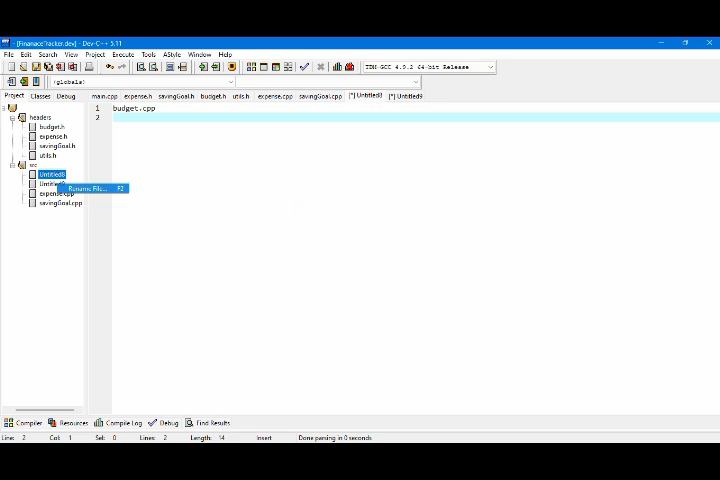 [FinanaceTracker.dev] - Dev-C++ 5.11
File Edit Search View Project Execute Tools AStyle Window Help
TDM-GCC 4.9.2 64-bit Release
(globals)
Project Classes Debug
main.cpp expense.h savingGoal.h budget.h utils.h expense.cpp savingGoal.cpp [*] Untitled8 [*] Untitled9
1 budget.cpp
2
headers
budget.h
expense.h
savingGoal.h
utils.h
src
Untitled8
Untitled9
Rename File... F2
expense.cpp
savingGoal.cpp
Compiler Resources Compile Log Debug Find Results
Line: 2 Col: 1 Sel: 0 Lines: 2 Length: 14 Insert Done parsing in 0 seconds